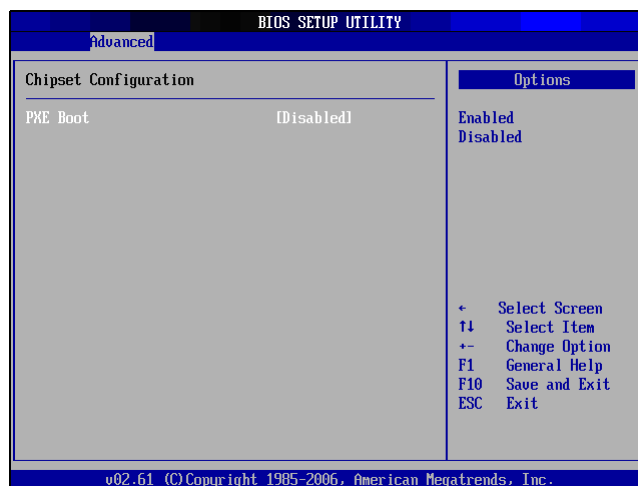 BIOS SETUP UTILITY
Advanced
Chipset Configuration
PXE Boot [Disabled]
Options
Enabled
Disabled
← Select Screen
↑↓ Select Item
+- Change Option
F1 General Help
F10 Save and Exit
ESC Exit
v02.61 (C)Copyright 1985-2006, American Megatrends, Inc.